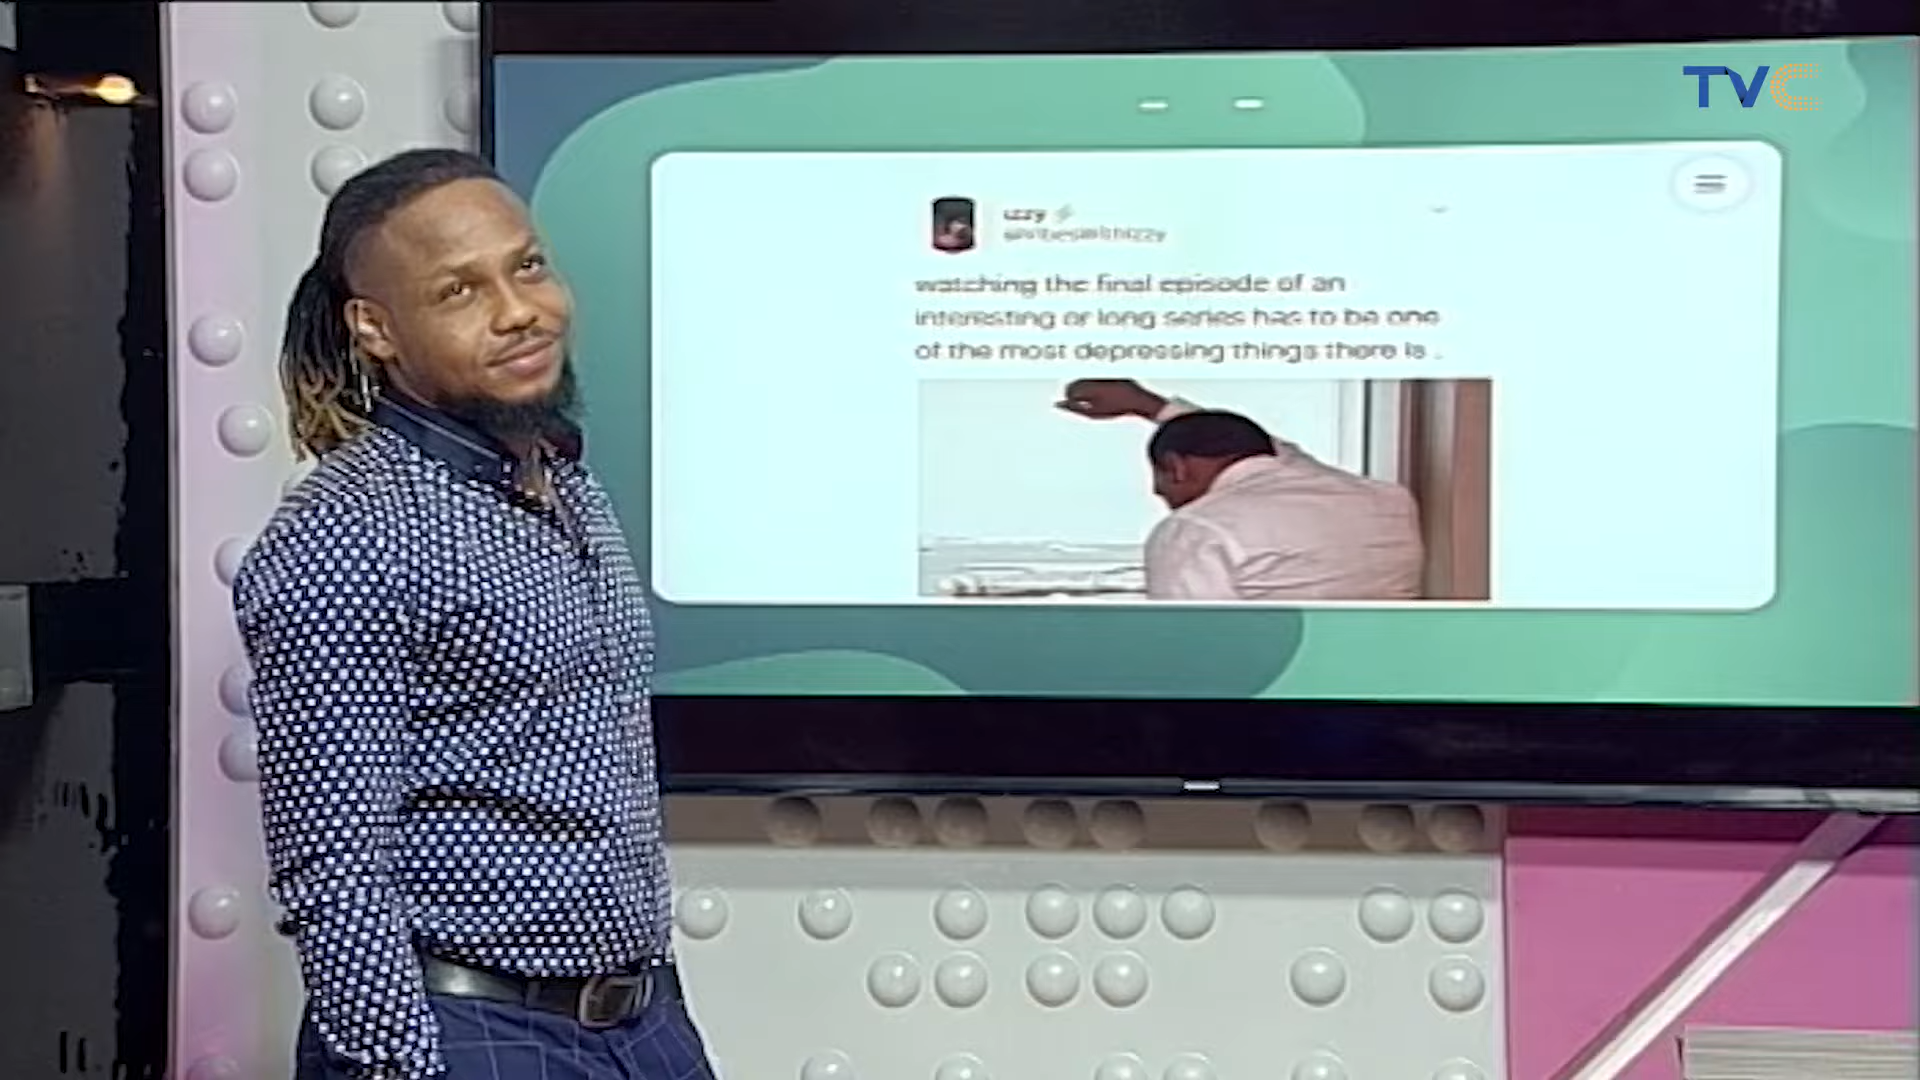 TVC
izzy
watching the final episode of an
interesting or long series has to be one
of the most depressing things there is .